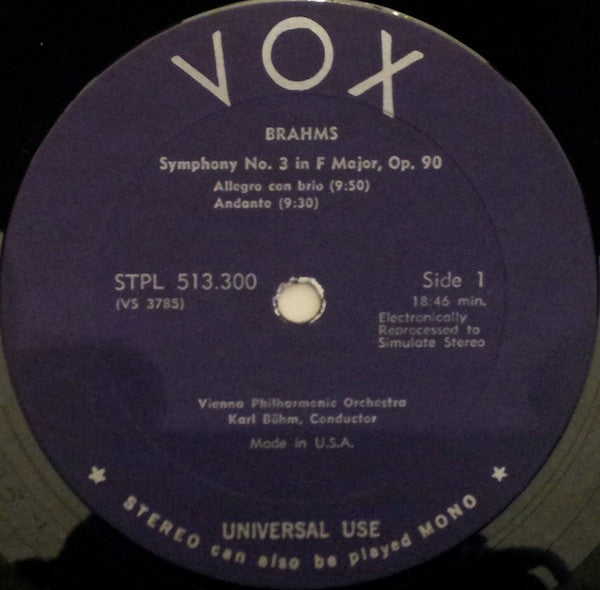 VOX
BRAHMS
Symphony No. 3 in F Major, Op. 90
Allegro con brio (9:50)
Andante (9:30)
STPL 513.300
(VS 3785)
Side 1
18:46 min.
Electronically
Reprocessed to
Simulate Stereo
Vienna Philharmonic Orchestra
Karl Böhm, Conductor
Made in U.S.A.
UNIVERSAL USE
STEREO can also be played MONO